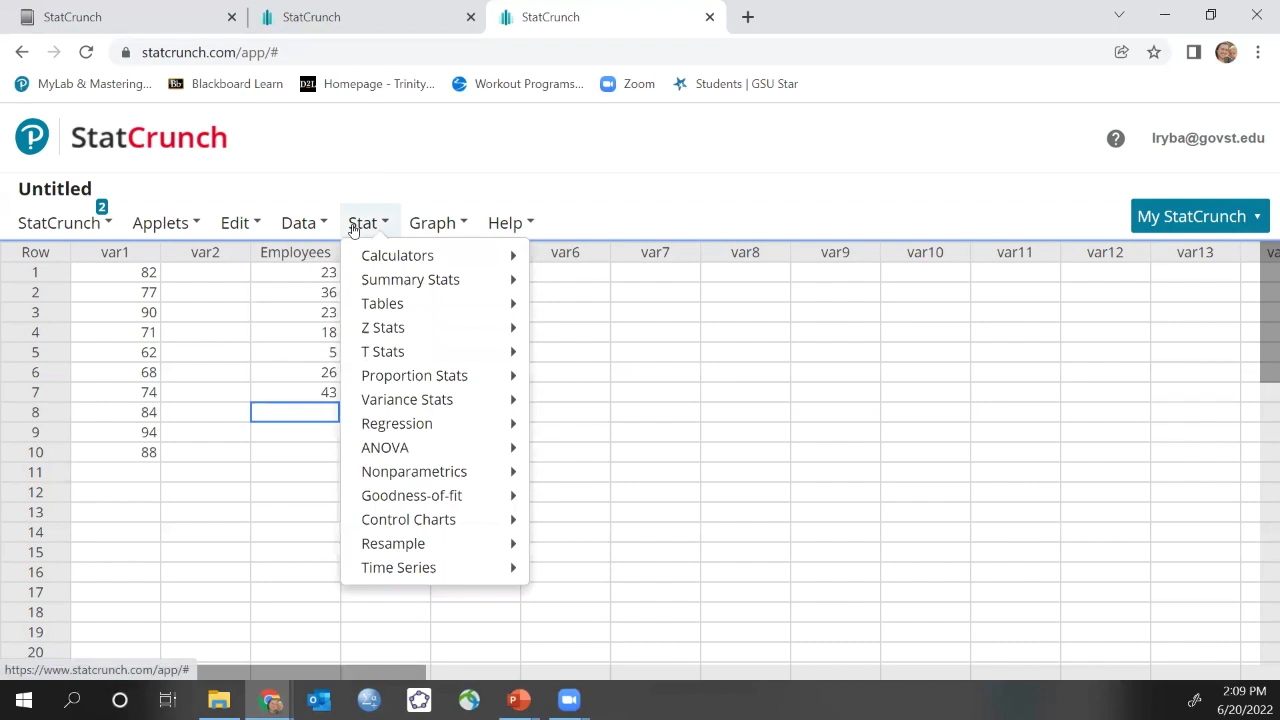 StatCrunch
StatCrunch
StatCrunch
statcrunch.com/app/#
MyLab & Mastering...
Bb
Blackboard Learn
D2L
Homepage - Trinity...
Workout Programs...
Zoom
Students | GSU Star
P
StatCrunch
lryba@govst.edu
Untitled
2
StatCrunch Applets Edit Data Stat Graph Help
My StatCrunch
Row var1 var2 Employees var6 var7 var8 var9 var10 var11 var12 var13 va
1 82 23
2 77 36
3 90 23
4 71 18
5 62 5
6 68 26
7 74 43
8 84
9 94
10 88
11
12
13
14
15
16
17
18
19
20
Calculators
Summary Stats
Tables
Z Stats
T Stats
Proportion Stats
Variance Stats
Regression
ANOVA
Nonparametrics
Goodness-of-fit
Control Charts
Resample
Time Series
https://www.statcrunch.com/app/#
2:09 PM
6/20/2022